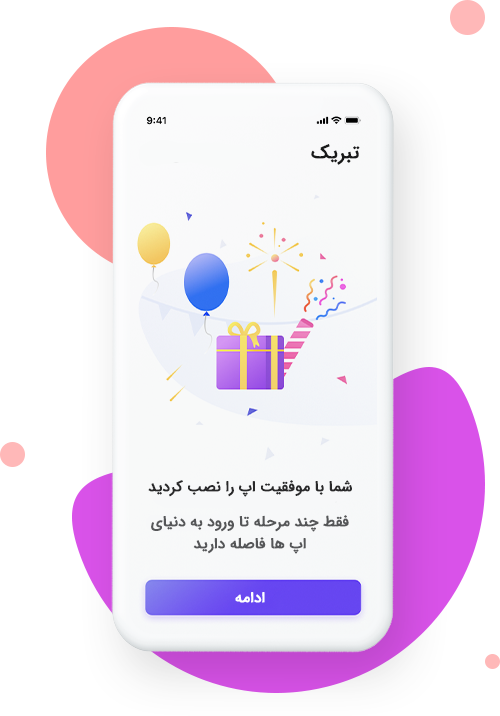 9:41
تبریک
شما با موفقیت اپ را نصب کردید
فقط چند مرحله تا ورود به دنیای
اپ ها فاصله دارید
ادامه